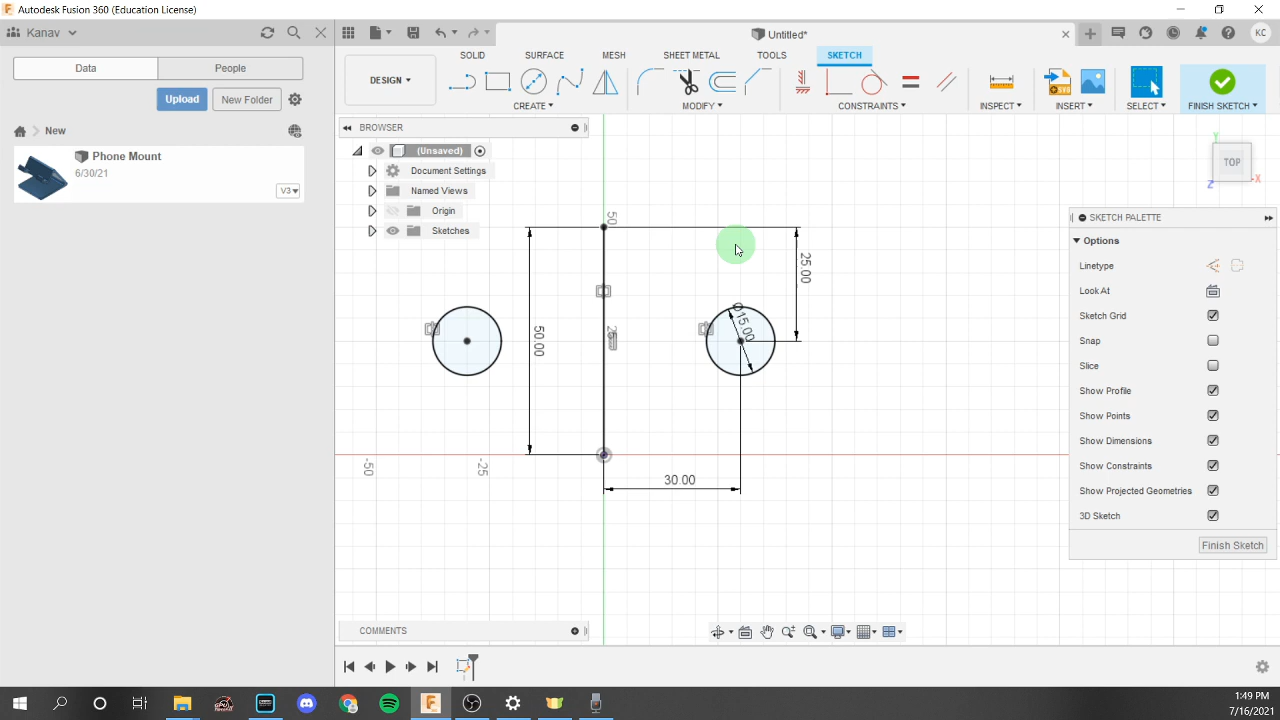 Autodesk Fusion 360 (Education License)
Kanav
Untitled*
KC
Data
People
Upload
New Folder
New
Phone Mount
6/30/21
V3
DESIGN
SOLID
SURFACE
MESH
SHEET METAL
TOOLS
SKETCH
CREATE
MODIFY
CONSTRAINTS
INSPECT
INSERT
SELECT
FINISH SKETCH
BROWSER
(Unsaved)
Document Settings
Named Views
Origin
Sketches
TOP
Y
X
Z
50
25.00
Ø15.00
50.00
25
30.00
-50
-25
SKETCH PALETTE
Options
Linetype
Look At
Sketch Grid
Snap
Slice
Show Profile
Show Points
Show Dimensions
Show Constraints
Show Projected Geometries
3D Sketch
Finish Sketch
COMMENTS
1:49 PM
7/16/2021